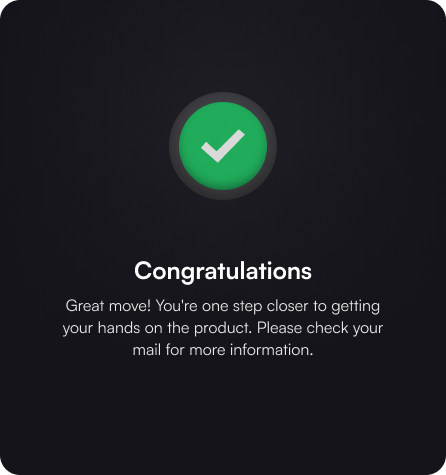 Congratulations
Great move! You're one step closer to getting
your hands on the product. Please check your
mail for more information.